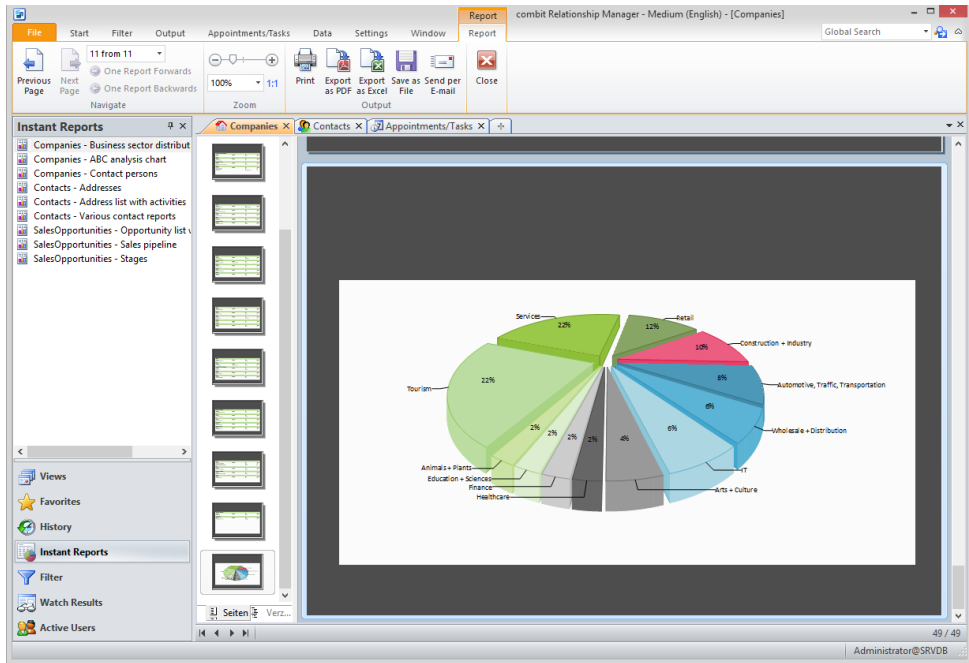 Report
combit Relationship Manager - Medium (English) - [Companies]
File Start Filter Output Appointments/Tasks Data Settings Window Report
Global Search
11 from 11
One Report Forwards
One Report Backwards
Previous Page
Next Page
Navigate
100% 1:1
Zoom
Print
Export as PDF
Export as Excel
Save as File
Send per E-mail
Output
Close
Instant Reports
Companies - Business sector distribut
Companies - ABC analysis chart
Companies - Contact persons
Contacts - Addresses
Contacts - Address list with activities
Contacts - Various contact reports
SalesOpportunities - Opportunity list v
SalesOpportunities - Sales pipeline
SalesOpportunities - Stages
Views
Favorites
History
Instant Reports
Filter
Watch Results
Active Users
Companies
Contacts
Appointments/Tasks
Seiten
Verz...
Services
22%
Retail
12%
Construction + Industry
10%
Automotive, Traffic, Transportation
8%
Wholesale + Distribution
6%
IT
6%
Arts + Culture
4%
Tourism
22%
Animals + Plants
2%
Education + Sciences
2%
Finance
2%
Healthcare
2%
49 / 49
Administrator@SRVDB